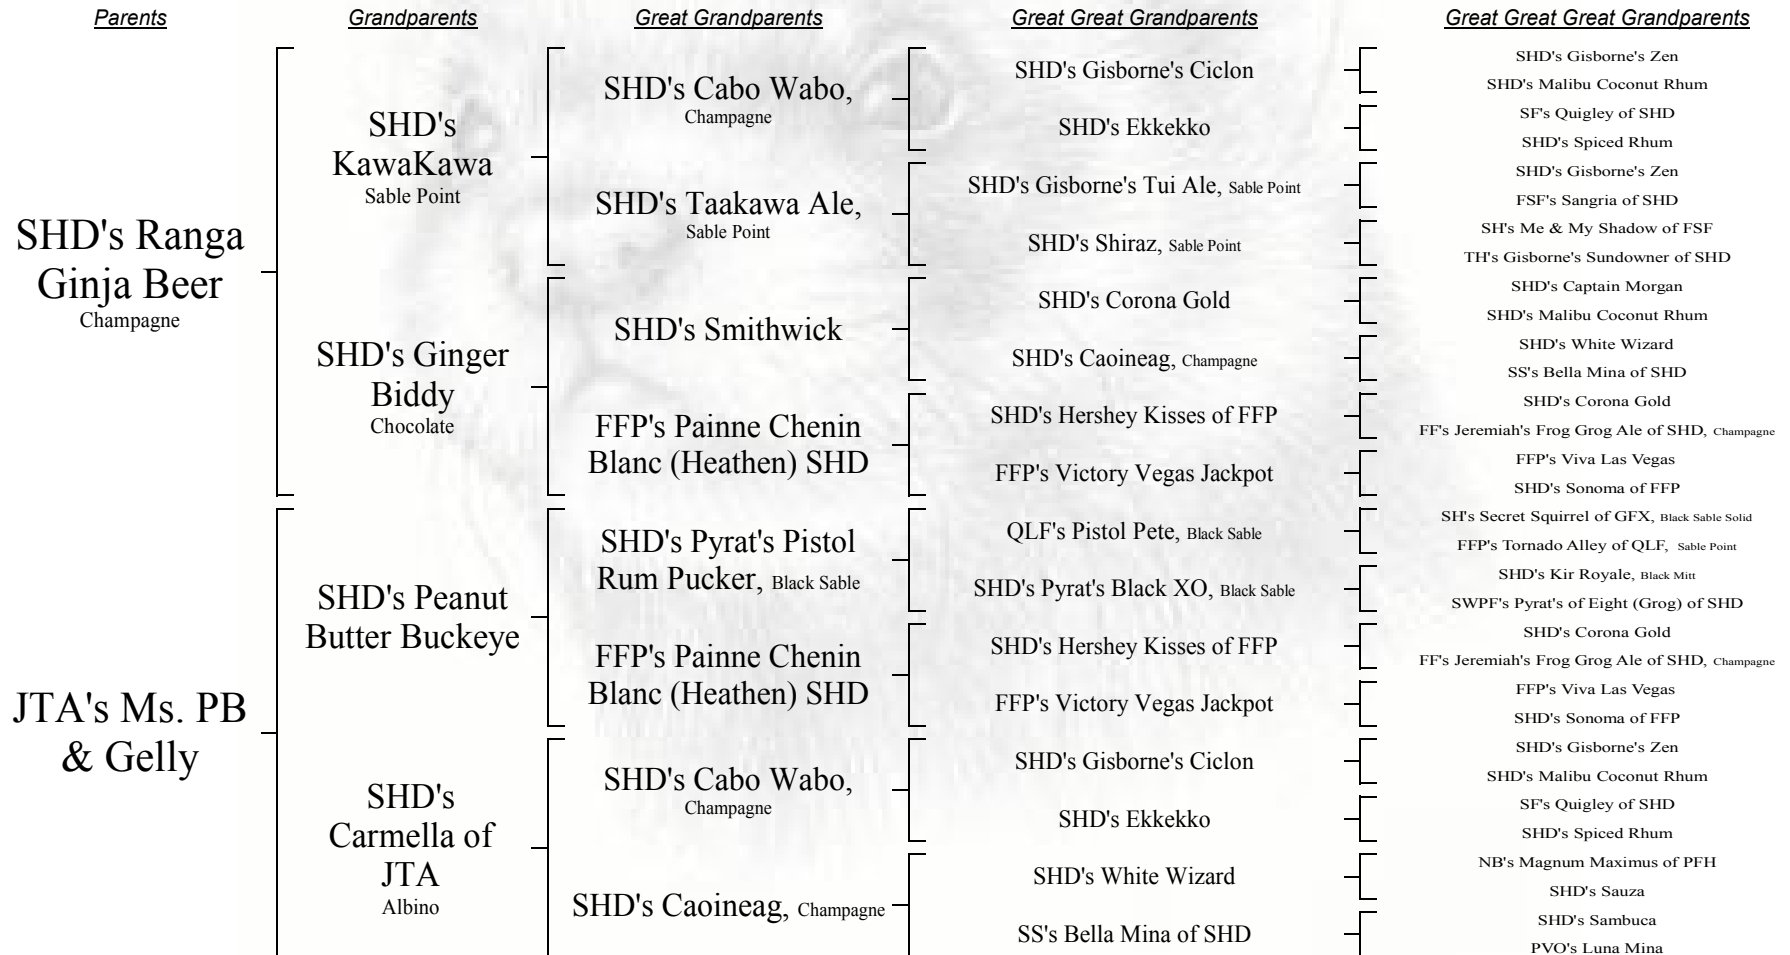 Parents
Grandparents
Great Grandparents
Great Great Grandparents
Great Great Great Grandparents
SHD's Ranga
Ginja Beer
Champagne
JTA's Ms. PB
& Gelly
SHD's
KawaKawa
Sable Point
SHD's Ginger
Biddy
Chocolate
SHD's Peanut
Butter Buckeye
SHD's
Carmella of
JTA
Albino
SHD's Cabo Wabo,
Champagne
SHD's Taakawa Ale,
Sable Point
SHD's Smithwick
FFP's Painne Chenin
Blanc (Heathen) SHD
SHD's Pyrat's Pistol
Rum Pucker, Black Sable
FFP's Painne Chenin
Blanc (Heathen) SHD
SHD's Cabo Wabo,
Champagne
SHD's Caoineag, Champagne
SHD's Gisborne's Ciclon
SHD's Ekkekko
SHD's Gisborne's Tui Ale, Sable Point
SHD's Shiraz, Sable Point
SHD's Corona Gold
SHD's Caoineag, Champagne
SHD's Hershey Kisses of FFP
FFP's Victory Vegas Jackpot
QLF's Pistol Pete, Black Sable
SHD's Pyrat's Black XO, Black Sable
SHD's Hershey Kisses of FFP
FFP's Victory Vegas Jackpot
SHD's Gisborne's Ciclon
SHD's Ekkekko
SHD's White Wizard
SS's Bella Mina of SHD
SHD's Gisborne's Zen
SHD's Malibu Coconut Rhum
SF's Quigley of SHD
SHD's Spiced Rhum
SHD's Gisborne's Zen
FSF's Sangria of SHD
SH's Me & My Shadow of FSF
TH's Gisborne's Sundowner of SHD
SHD's Captain Morgan
SHD's Malibu Coconut Rhum
SHD's White Wizard
SS's Bella Mina of SHD
SHD's Corona Gold
FF's Jeremiah's Frog Grog Ale of SHD, Champagne
FFP's Viva Las Vegas
SHD's Sonoma of FFP
SH's Secret Squirrel of GFX, Black Sable Solid
FFP's Tornado Alley of QLF, Sable Point
SHD's Kir Royale, Black Mitt
SWPF's Pyrat's of Eight (Grog) of SHD
SHD's Corona Gold
FF's Jeremiah's Frog Grog Ale of SHD, Champagne
FFP's Viva Las Vegas
SHD's Sonoma of FFP
SHD's Gisborne's Zen
SHD's Malibu Coconut Rhum
SF's Quigley of SHD
SHD's Spiced Rhum
NB's Magnum Maximus of PFH
SHD's Sauza
SHD's Sambuca
PVO's Luna Mina